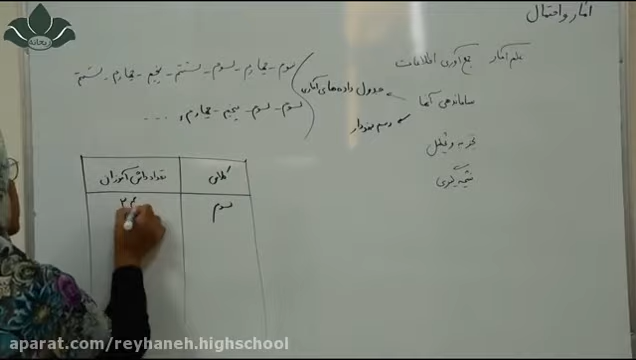 آمار و احتمال
علم آمار جمع آوری اطلاعات
ساماندهی آنها جدول داده‌های آماری
رسم نمودار
تجزیه و تحلیل
نتیجه گیری
سوم - چهارم - سوم - ششم - پنجم - چهارم - ششم
سوم - سوم - پنجم - چهارم و ...
کلاس تعداد دانش آموزان
سوم
ریحانه
aparat.com/reyhaneh.highschool